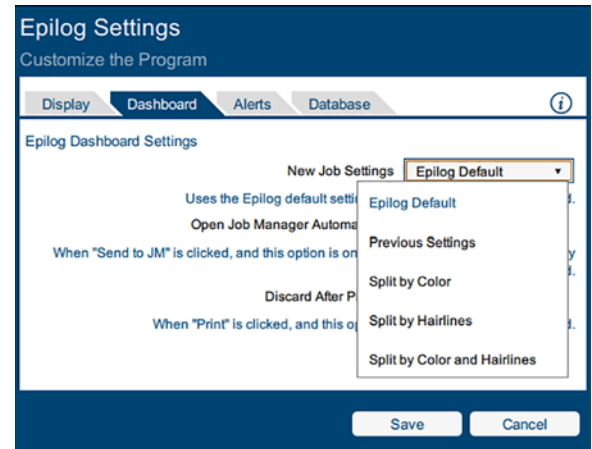 Epilog Settings
Customize the Program
Display Dashboard Alerts Database i
Epilog Dashboard Settings
New Job Settings Epilog Default
Uses the Epilog default setti
Epilog Default
Open Job Manager Automa
Previous Settings
When "Send to JM" is clicked, and this option is on
y
Split by Color
Discard After P
Split by Hairlines
When "Print" is clicked, and this op
Split by Color and Hairlines
Save Cancel